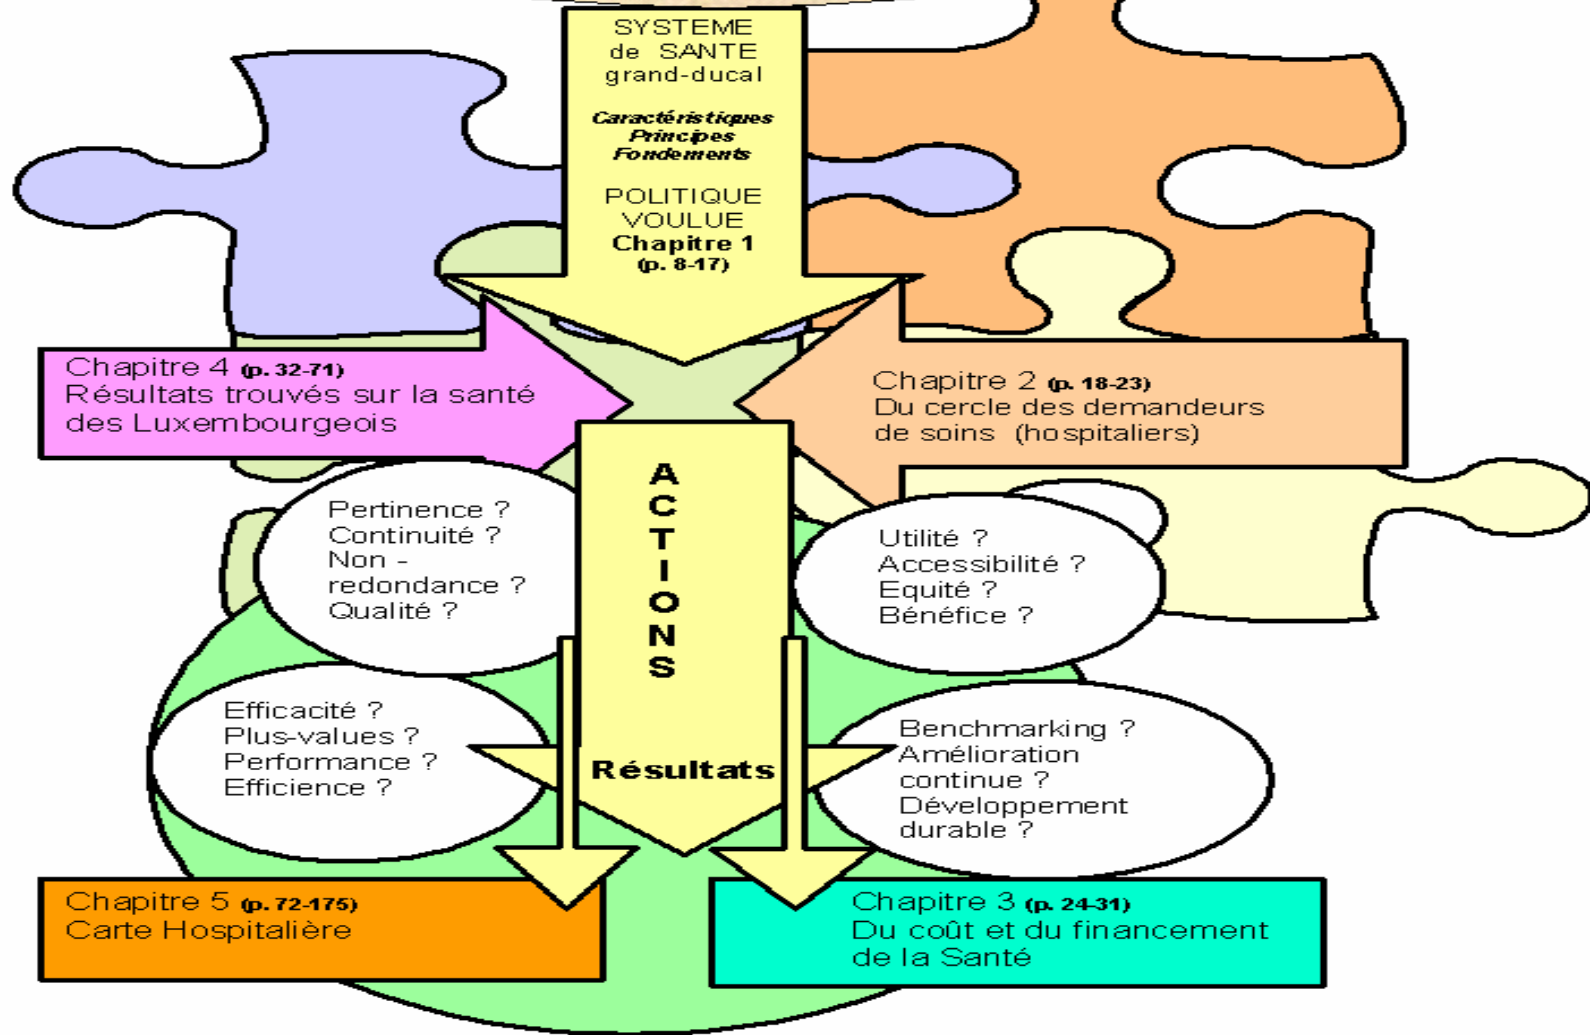 SYSTEME
de SANTE
grand-ducal
Caractéristiques
Principes
Fondements
POLITIQUE
VOULUE
Chapitre 1
(p. 8-17)
Chapitre 4 (p. 32-71)
Résultats trouvés sur la santé
des Luxembourgeois
Chapitre 2 (p. 18-23)
Du cercle des demandeurs
de soins (hospitaliers)
A
C
T
I
O
N
S
Résultats
Pertinence ?
Continuité ?
Non -
redondance ?
Qualité ?
Utilité ?
Accessibilité ?
Equité ?
Bénéfice ?
Efficacité ?
Plus-values ?
Performance ?
Efficience ?
Benchmarking ?
Amélioration
continue ?
Développement
durable ?
Chapitre 5 (p. 72-175)
Carte Hospitalière
Chapitre 3 (p. 24-31)
Du coût et du financement
de la Santé